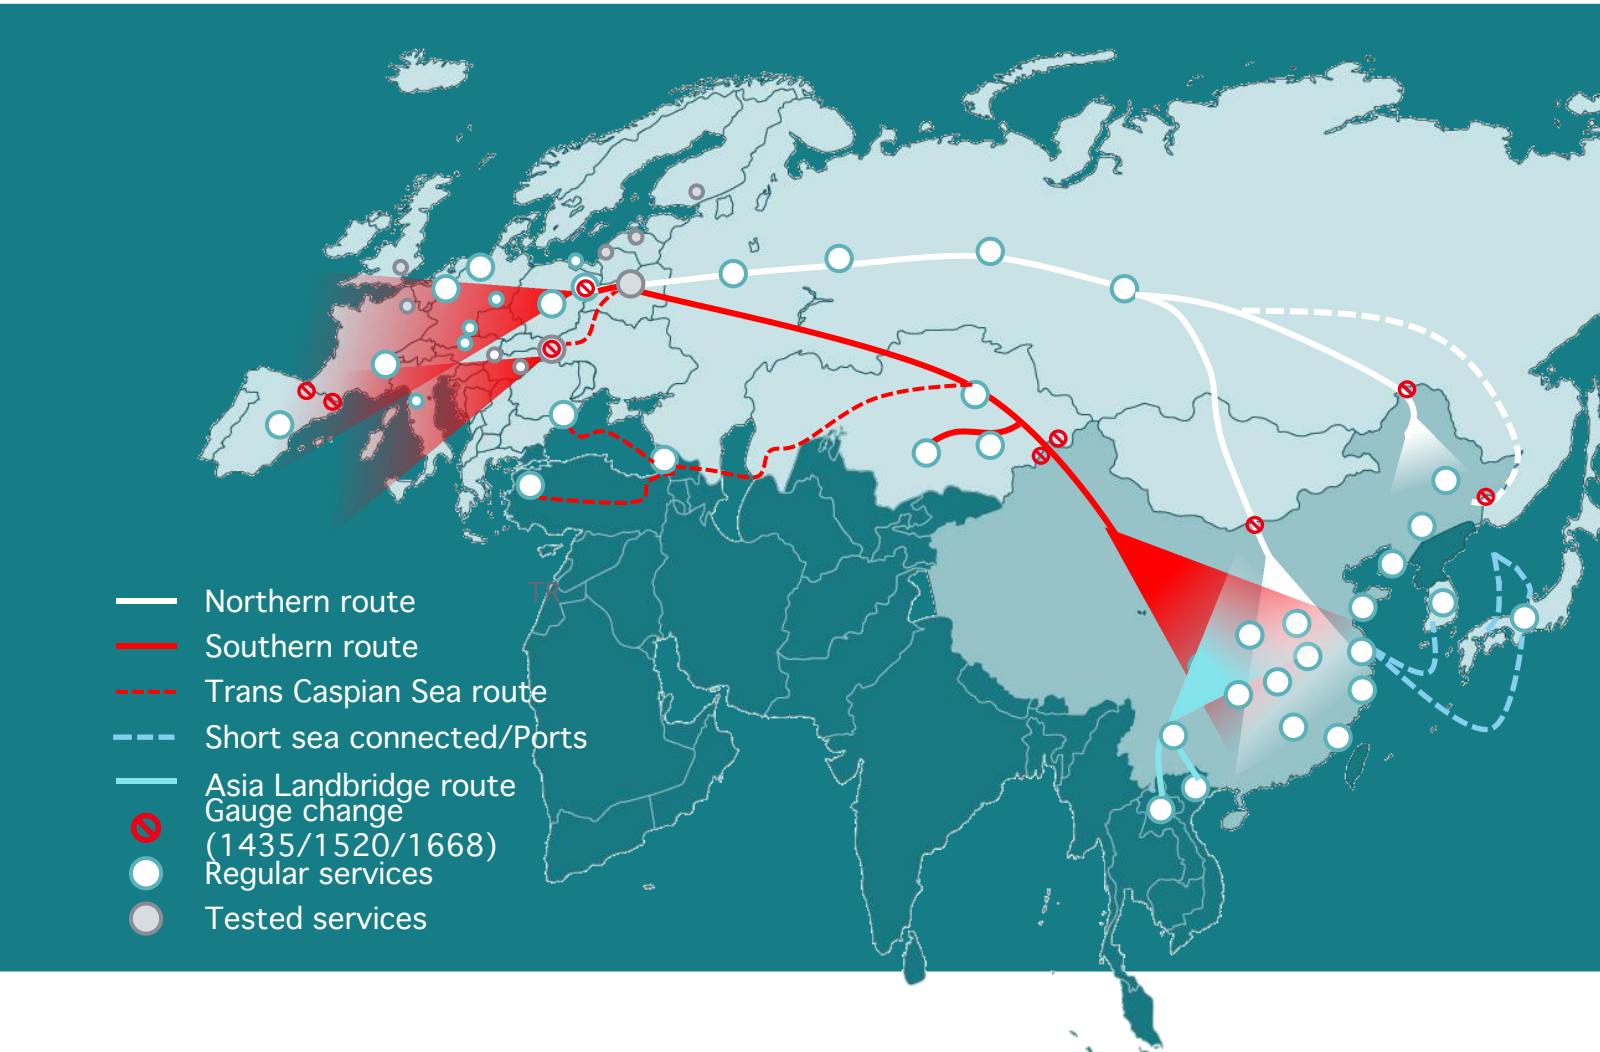 TR
Northern route
Southern route
Trans Caspian Sea route
Short sea connected/Ports
Asia Landbridge route
Gauge change
(1435/1520/1668)
Regular services
Tested services